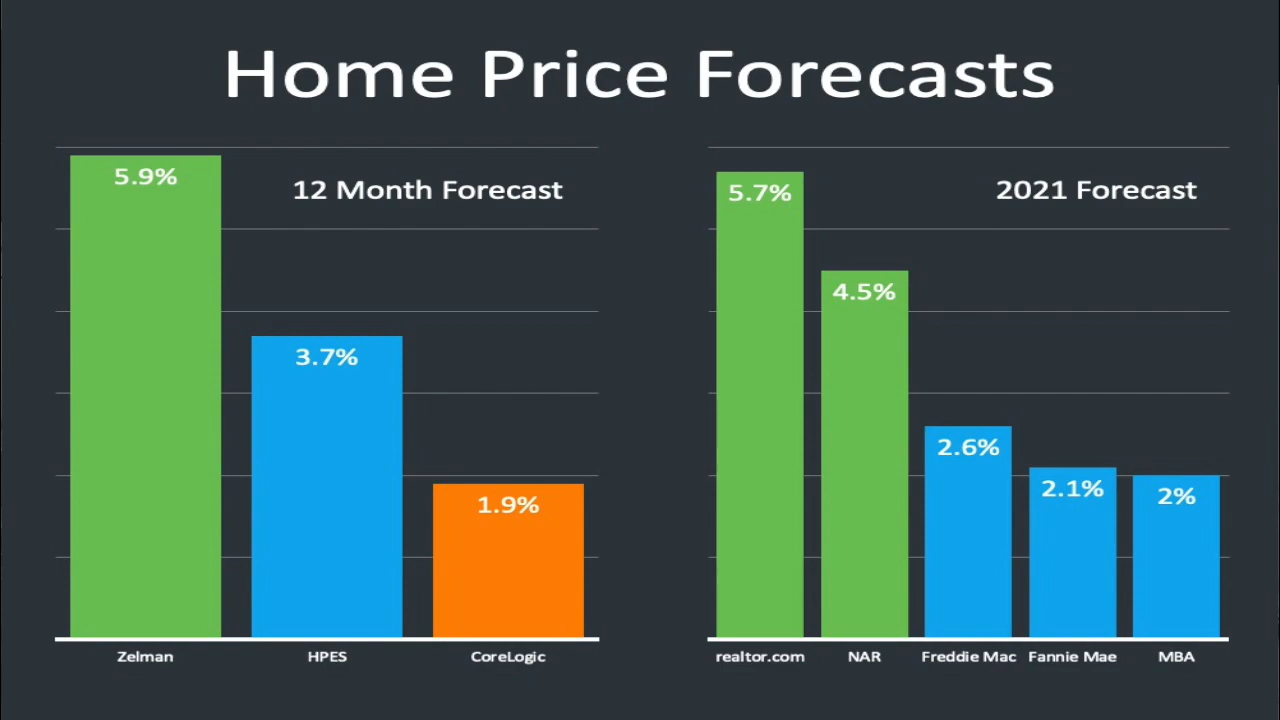 Home Price Forecasts
12 Month Forecast
5.9%
3.7%
1.9%
Zelman
HPES
CoreLogic
2021 Forecast
5.7%
4.5%
2.6%
2.1%
2%
realtor.com
NAR
Freddie Mac
Fannie Mae
MBA